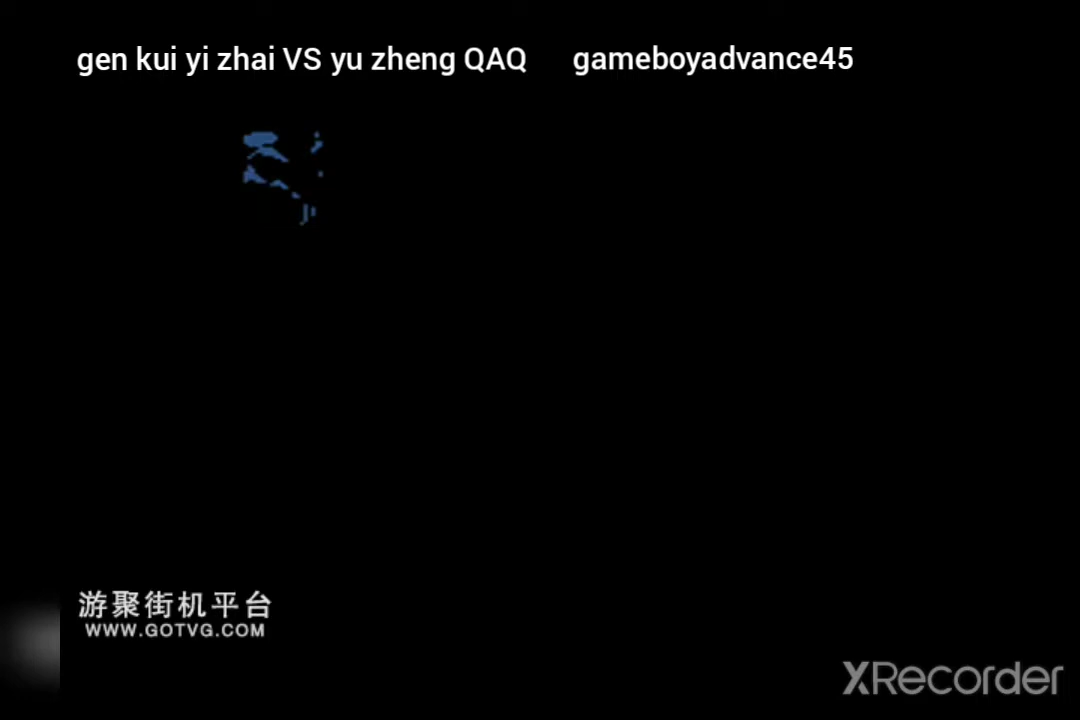 gen kui yi zhai VS yu zheng QAQ gameboyadvance45
游聚街机平台
WWW.GOTVG.COM
XRecorder